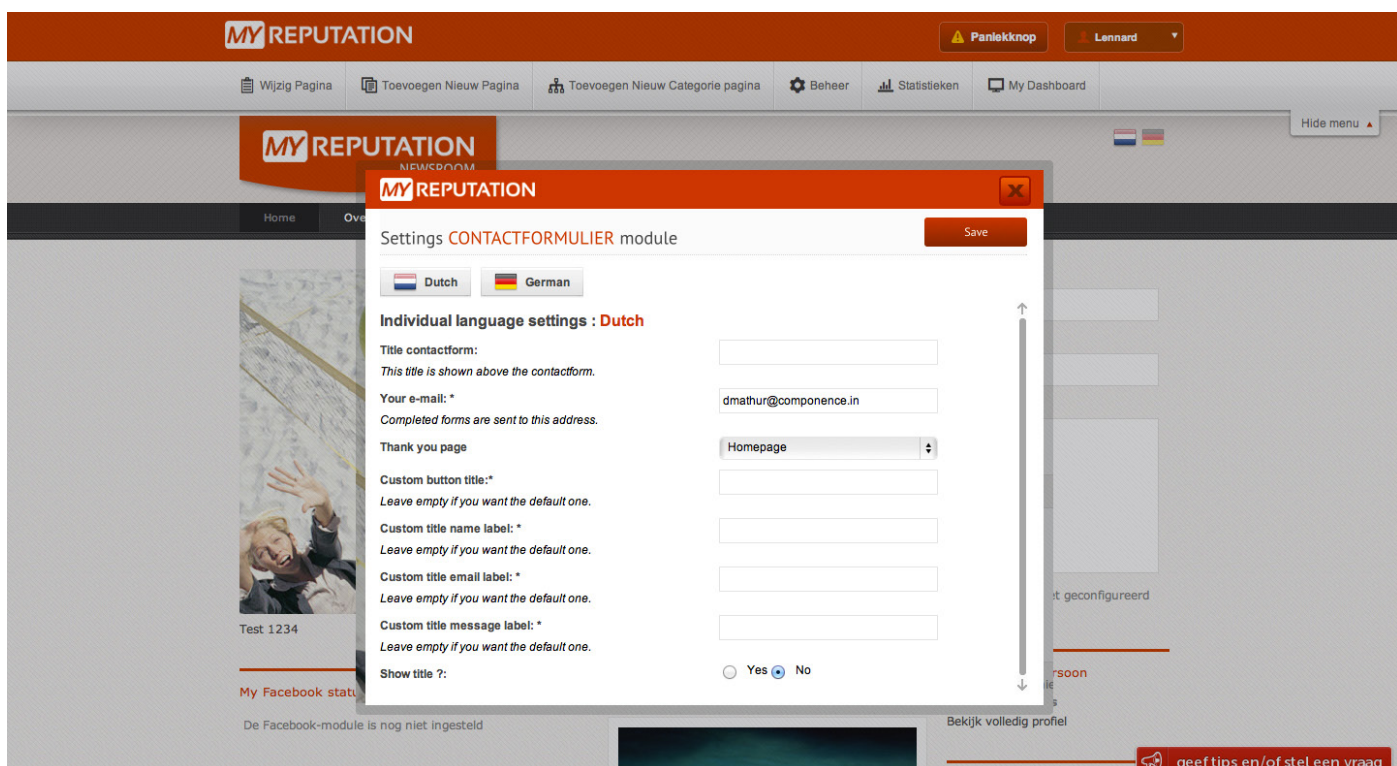 MY REPUTATION
Paniekknop
Lennard
Wijzig Pagina
Toevoegen Nieuw Pagina
Toevoegen Nieuw Categorie pagina
Beheer
Statistieken
My Dashboard
Hide menu
MY REPUTATION
NEWSROOM
Home
Ove
MY REPUTATION
X
Settings CONTACTFORMULIER module
Save
Dutch
German
Individual language settings : Dutch
Title contactform:
This title is shown above the contactform.
Your e-mail: *
dmathur@componence.in
Completed forms are sent to this address.
Thank you page
Homepage
Custom button title:*
Leave empty if you want the default one.
Custom title name label: *
Leave empty if you want the default one.
Custom title email label: *
Leave empty if you want the default one.
Custom title message label: *
Leave empty if you want the default one.
Show title ?:
Yes
No
et geconfigureerd
Test 1234
My Facebook statu
De Facebook-module is nog niet ingesteld
rsoon
Bekijk volledig profiel
geef tips en/of stel een vraag